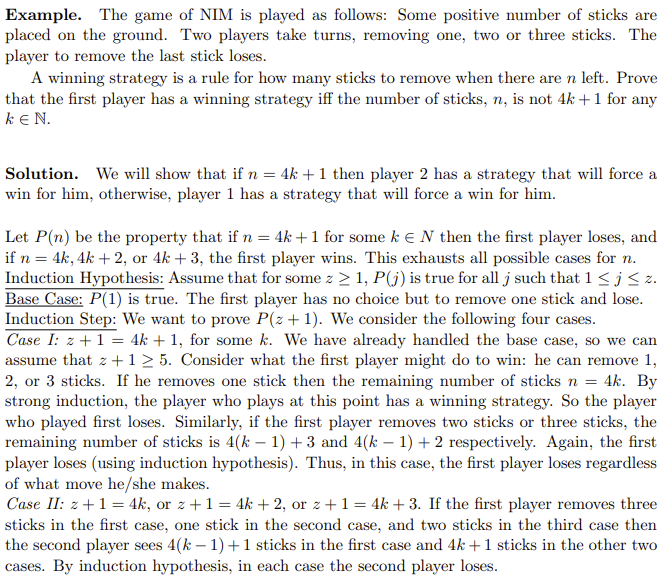 Example. The game of NIM is played as follows: Some positive number of sticks are
placed on the ground. Two players take turns, removing one, two or three sticks. The
player to remove the last stick loses.
A winning strategy is a rule for how many sticks to remove when there are n left. Prove
that the first player has a winning strategy iff the number of sticks, n, is not 4k + 1 for any
k ∈ ℕ.
Solution. We will show that if n = 4k + 1 then player 2 has a strategy that will force a
win for him, otherwise, player 1 has a strategy that will force a win for him.
Let P(n) be the property that if n = 4k + 1 for some k ∈ N then the first player loses, and
if n = 4k, 4k + 2, or 4k + 3, the first player wins. This exhausts all possible cases for n.
Induction Hypothesis: Assume that for some z ≥ 1, P(j) is true for all j such that 1 ≤ j ≤ z.
Base Case: P(1) is true. The first player has no choice but to remove one stick and lose.
Induction Step: We want to prove P(z + 1). We consider the following four cases.
Case I: z + 1 = 4k + 1, for some k. We have already handled the base case, so we can
assume that z + 1 ≥ 5. Consider what the first player might do to win: he can remove 1,
2, or 3 sticks. If he removes one stick then the remaining number of sticks n = 4k. By
strong induction, the player who plays at this point has a winning strategy. So the player
who played first loses. Similarly, if the first player removes two sticks or three sticks, the
remaining number of sticks is 4(k − 1) + 3 and 4(k − 1) + 2 respectively. Again, the first
player loses (using induction hypothesis). Thus, in this case, the first player loses regardless
of what move he/she makes.
Case II: z + 1 = 4k, or z + 1 = 4k + 2, or z + 1 = 4k + 3. If the first player removes three
sticks in the first case, one stick in the second case, and two sticks in the third case then
the second player sees 4(k − 1) + 1 sticks in the first case and 4k + 1 sticks in the other two
cases. By induction hypothesis, in each case the second player loses.